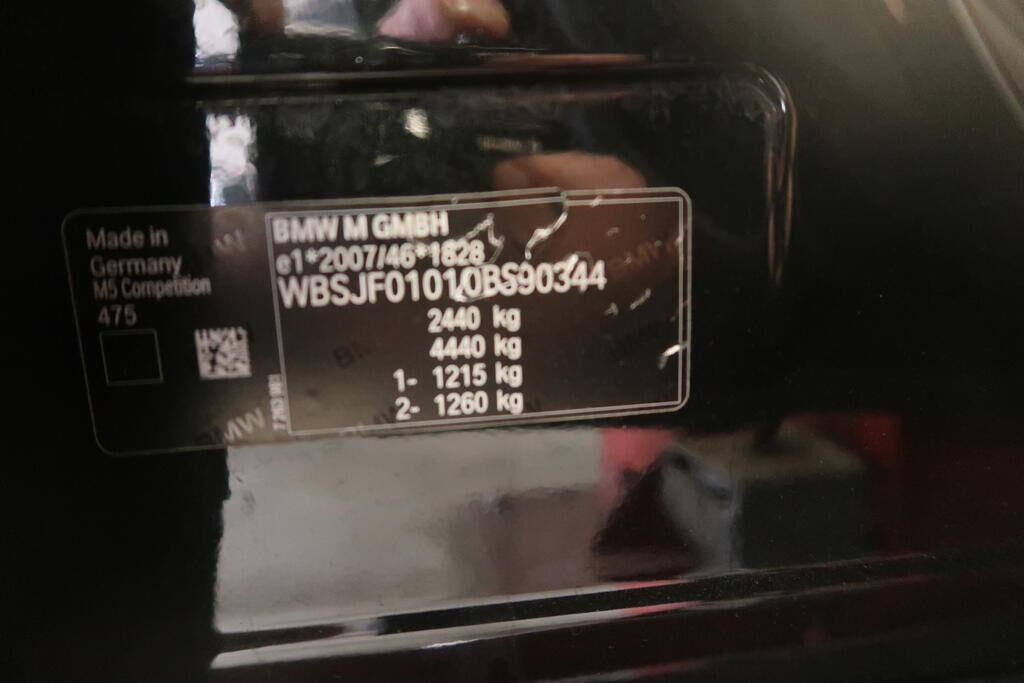 Made in
Germany
M5 Competition
475
BMW M GMBH
e1*2007/46*1828
WBSJF01010BS90344
2440 kg
4440 kg
1- 1215 kg
2- 1260 kg
BMW